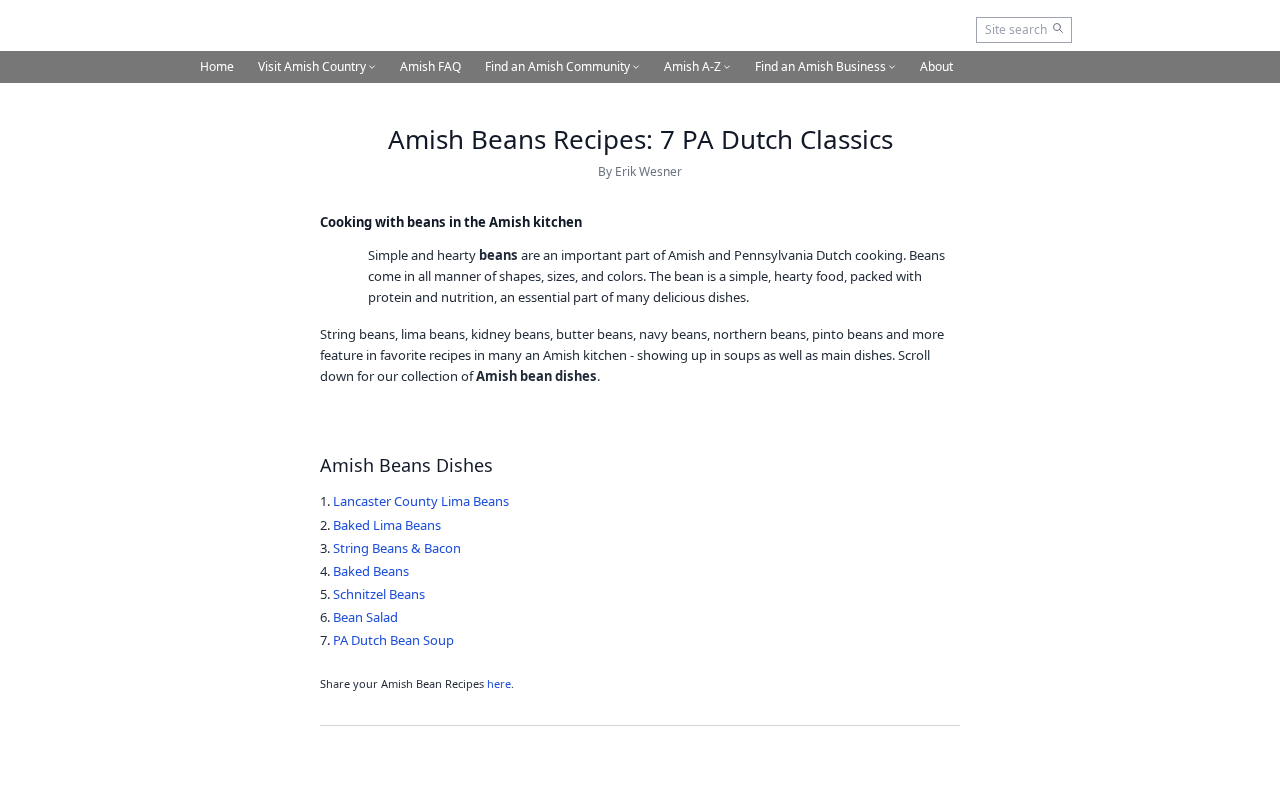 Site search
Home Visit Amish Country Amish FAQ Find an Amish Community Amish A-Z Find an Amish Business About
Amish Beans Recipes: 7 PA Dutch Classics
By Erik Wesner
Cooking with beans in the Amish kitchen
Simple and hearty beans are an important part of Amish and Pennsylvania Dutch cooking. Beans
come in all manner of shapes, sizes, and colors. The bean is a simple, hearty food, packed with
protein and nutrition, an essential part of many delicious dishes.
String beans, lima beans, kidney beans, butter beans, navy beans, northern beans, pinto beans and more
feature in favorite recipes in many an Amish kitchen - showing up in soups as well as main dishes. Scroll
down for our collection of Amish bean dishes.
Amish Beans Dishes
1. Lancaster County Lima Beans
2. Baked Lima Beans
3. String Beans & Bacon
4. Baked Beans
5. Schnitzel Beans
6. Bean Salad
7. PA Dutch Bean Soup
Share your Amish Bean Recipes here.